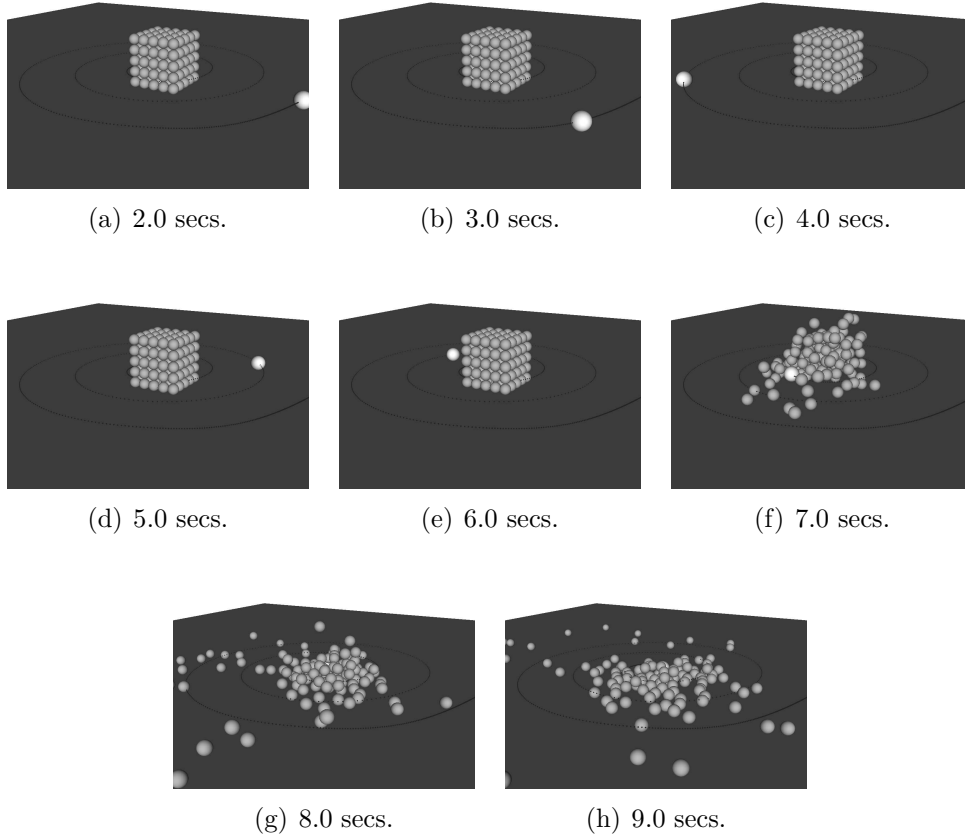 (a) 2.0 secs.
(b) 3.0 secs.
(c) 4.0 secs.
(d) 5.0 secs.
(e) 6.0 secs.
(f) 7.0 secs.
(g) 8.0 secs.
(h) 9.0 secs.